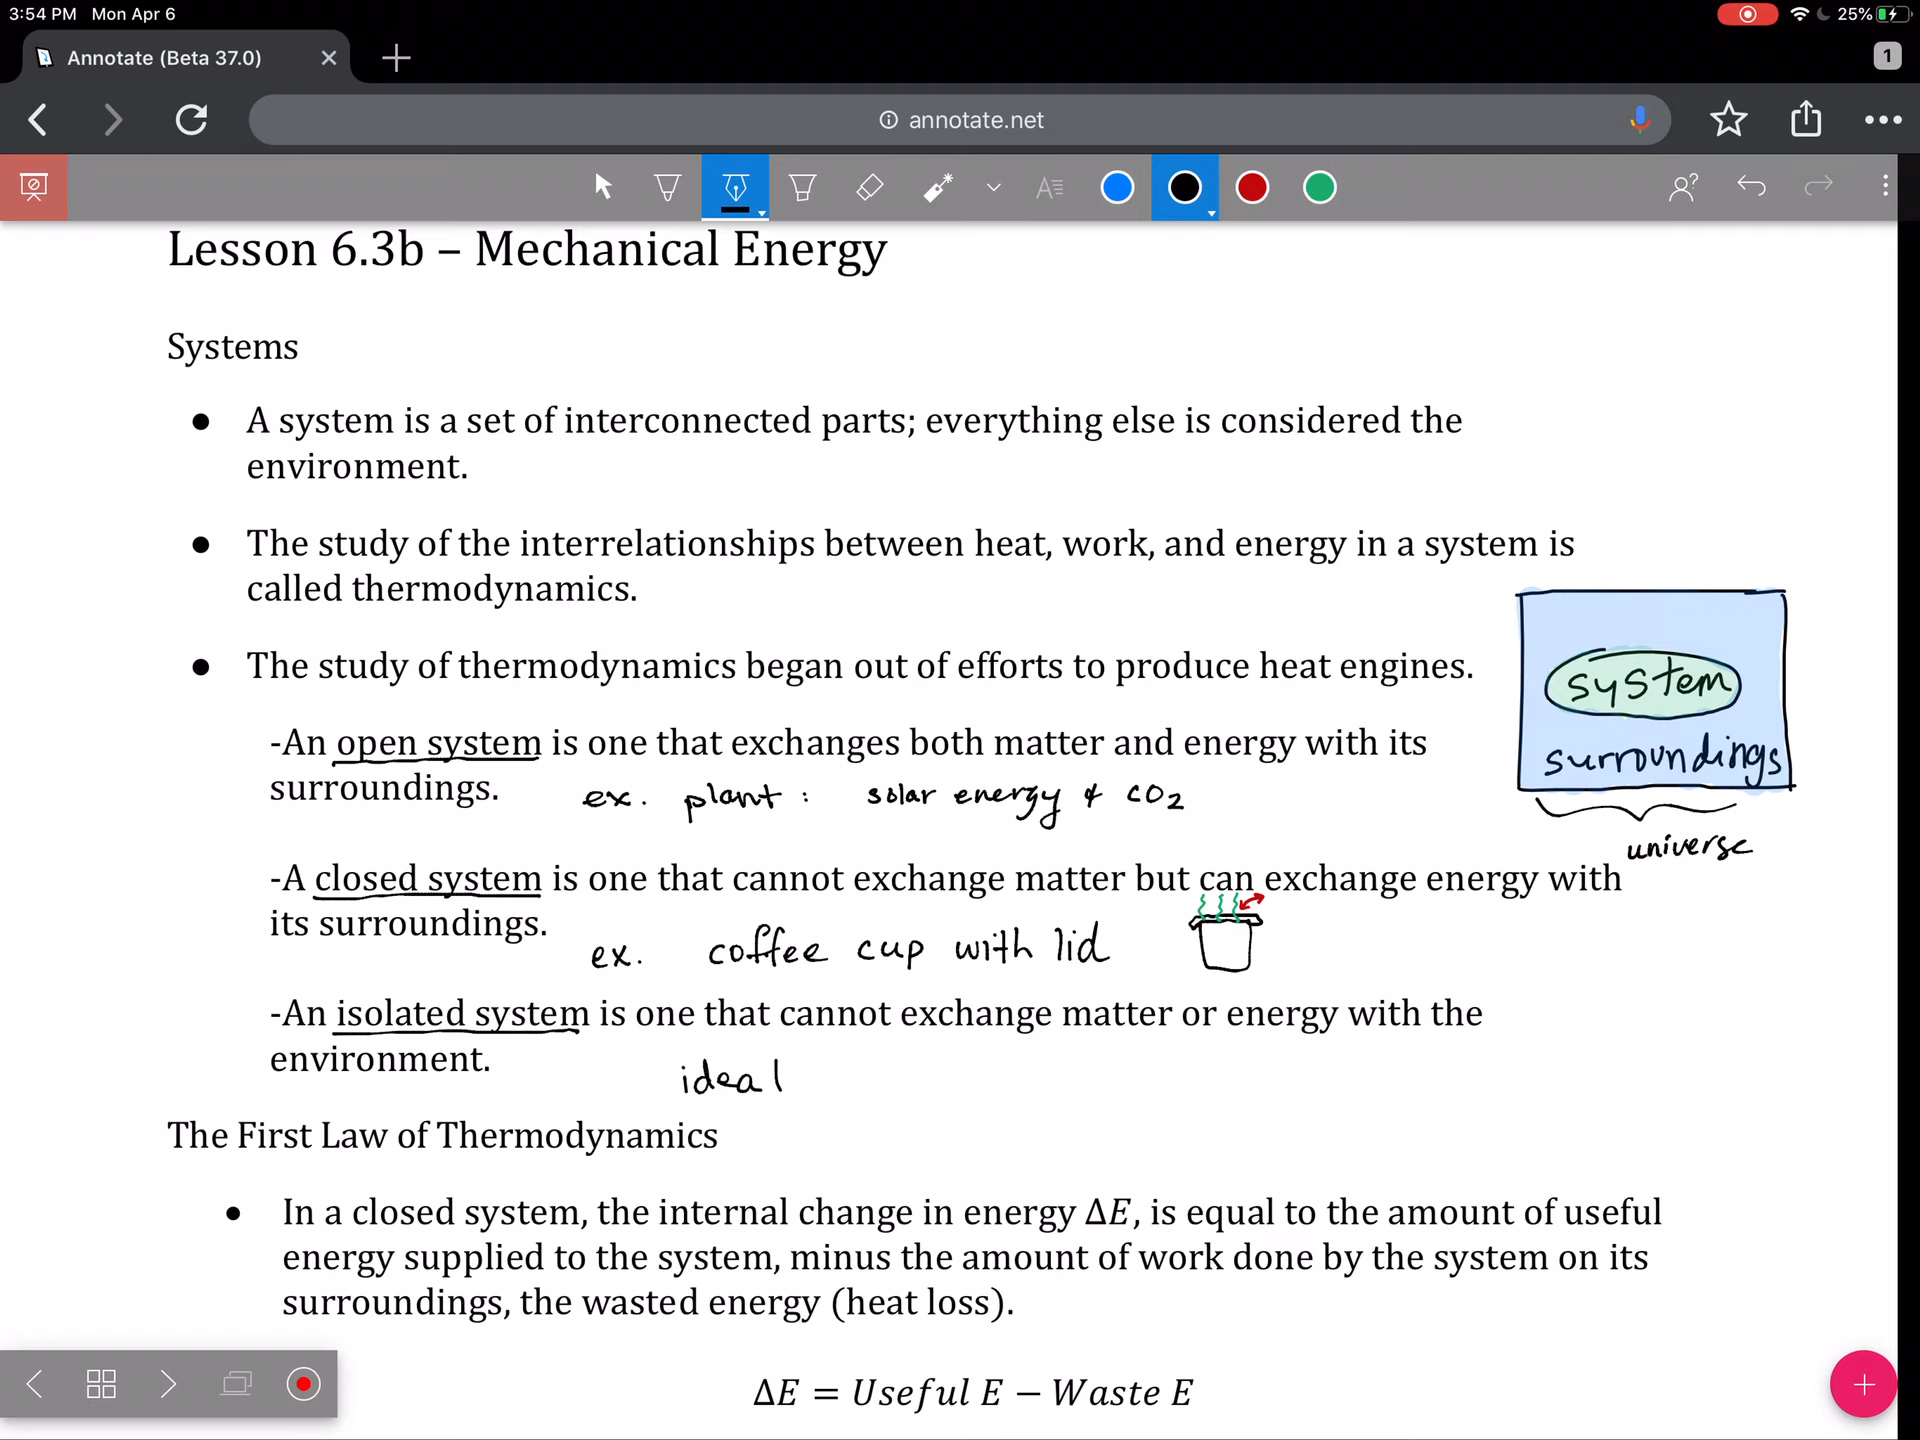 3:54 PM Mon Apr 6
25%
Annotate (Beta 37.0)
1
annotate.net
Lesson 6.3b – Mechanical Energy
Systems
● A system is a set of interconnected parts; everything else is considered the
environment.
● The study of the interrelationships between heat, work, and energy in a system is
called thermodynamics.
● The study of thermodynamics began out of efforts to produce heat engines.
system
surroundings
universe
-An open system is one that exchanges both matter and energy with its
surroundings. ex. plant : solar energy & CO2
-A closed system is one that cannot exchange matter but can exchange energy with
its surroundings. ex. coffee cup with lid
-An isolated system is one that cannot exchange matter or energy with the
environment. ideal
The First Law of Thermodynamics
● In a closed system, the internal change in energy ΔE, is equal to the amount of useful
energy supplied to the system, minus the amount of work done by the system on its
surroundings, the wasted energy (heat loss).
ΔE = Useful E − Waste E